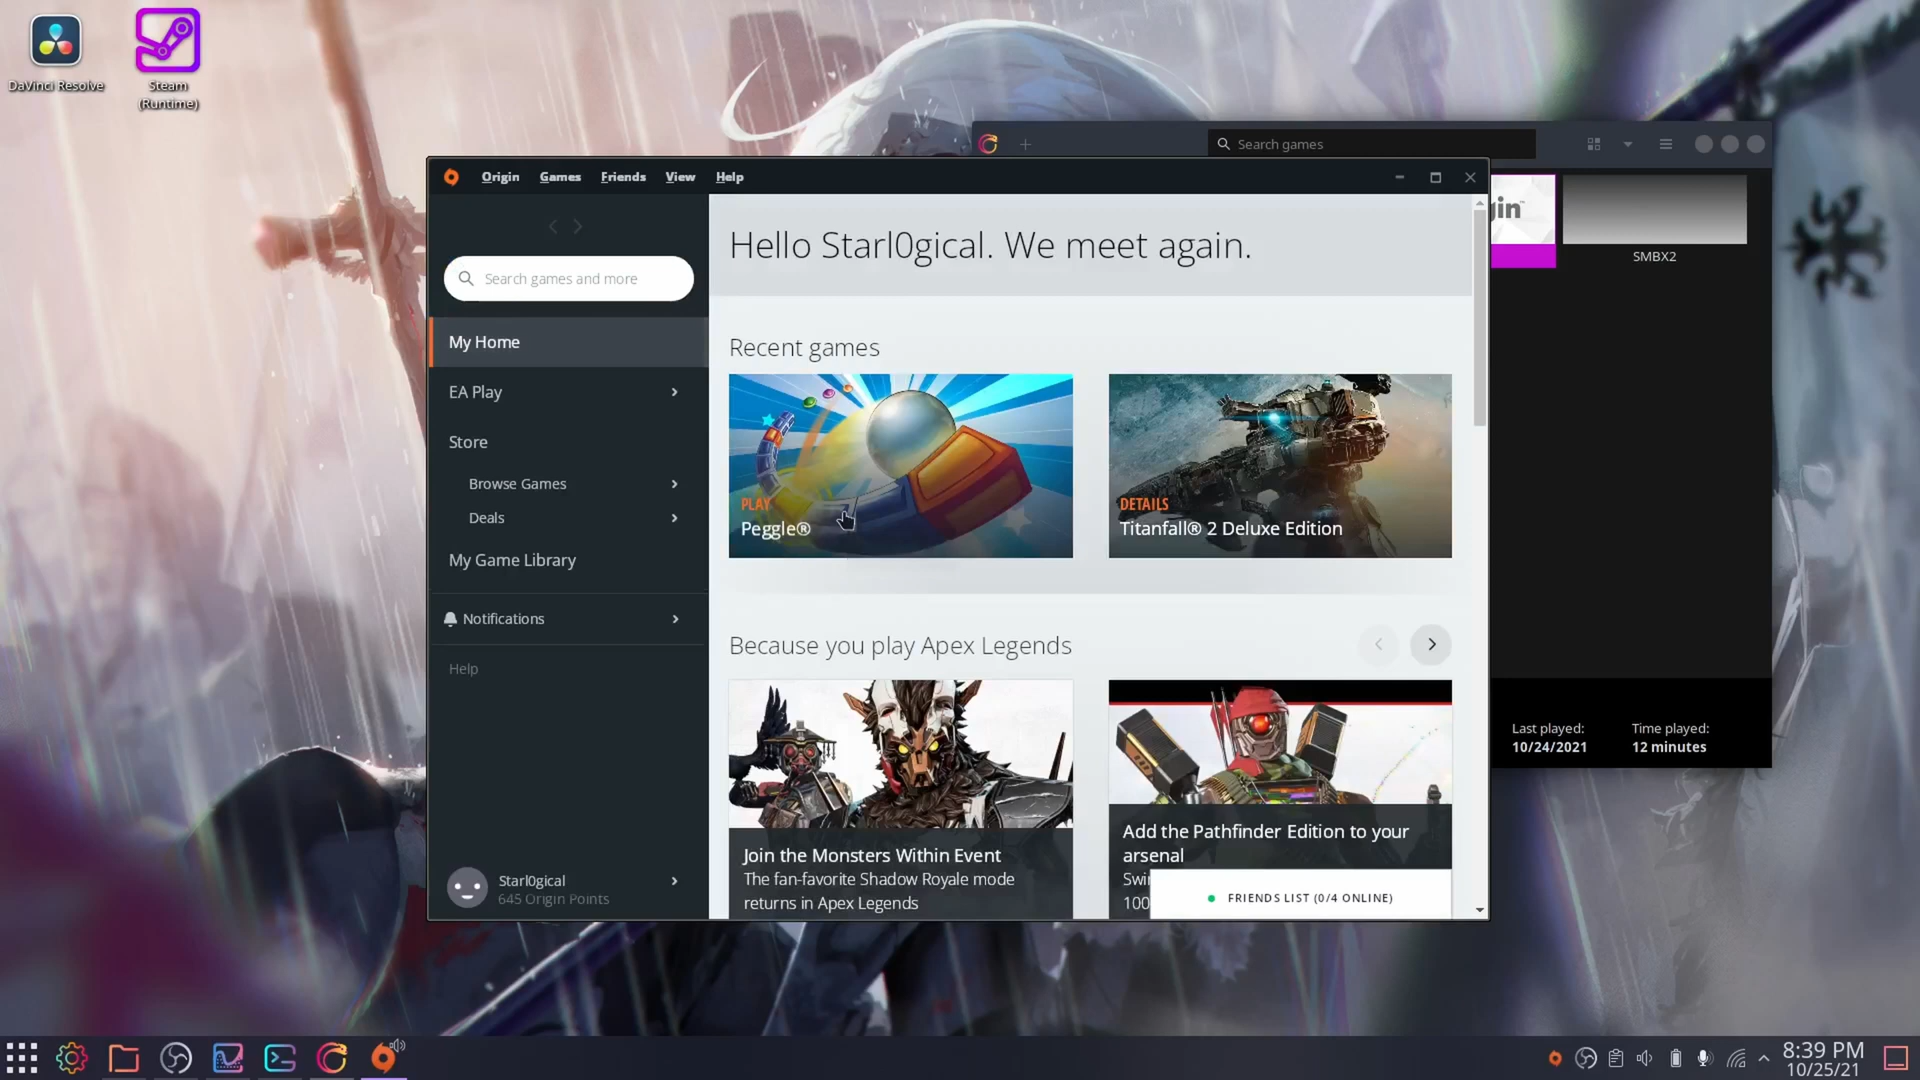 DaVinci Resolve
Steam
(Runtime)
Search games
Origin
Games
Friends
View
Help
Search games and more
My Home
EA Play
Store
Browse Games
Deals
My Game Library
Notifications
Help
Starl0gical
645 Origin Points
Hello Starl0gical. We meet again.
Recent games
PLAY
Peggle®
DETAILS
Titanfall® 2 Deluxe Edition
Because you play Apex Legends
Join the Monsters Within Event
The fan-favorite Shadow Royale mode
returns in Apex Legends
Add the Pathfinder Edition to your
arsenal
Swi
100
FRIENDS LIST (0/4 ONLINE)
gin™
SMBX2
Last played:
10/24/2021
Time played:
12 minutes
8:39 PM
10/25/21